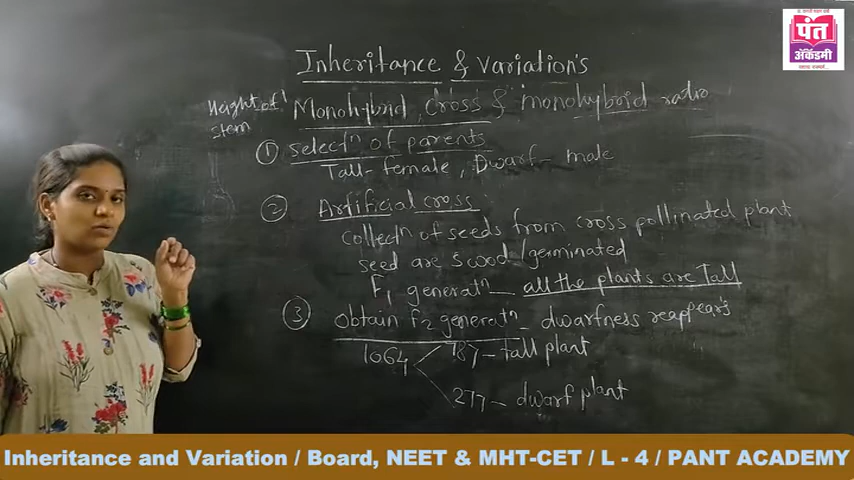 पंत
अ‍ॅकॅडमी
Inheritance & Variation's
Height of
stem
Monohybrid cross & monohybrid ratio
① selectⁿ of parents
Tall - female, Dwarf - male
② Artificial cross
collectⁿ of seeds from cross pollinated plant
seed are sowed / germinated
F₁ generatⁿ - all the plants are Tall
③ obtain F₂ generatⁿ - dwarfness reappear's
1064 787 - tall plant
277 - dwarf plant
Inheritance and Variation / Board, NEET & MHT-CET / L - 4 / PANT ACADEMY